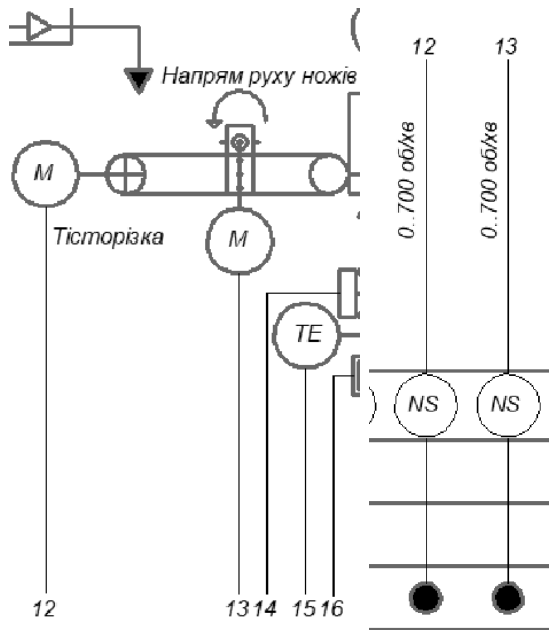 Напрям руху ножів
М
Тісторізка
М
TE
12
13
14
15
16
12
13
0..700 об/хв
0..700 об/хв
NS
NS